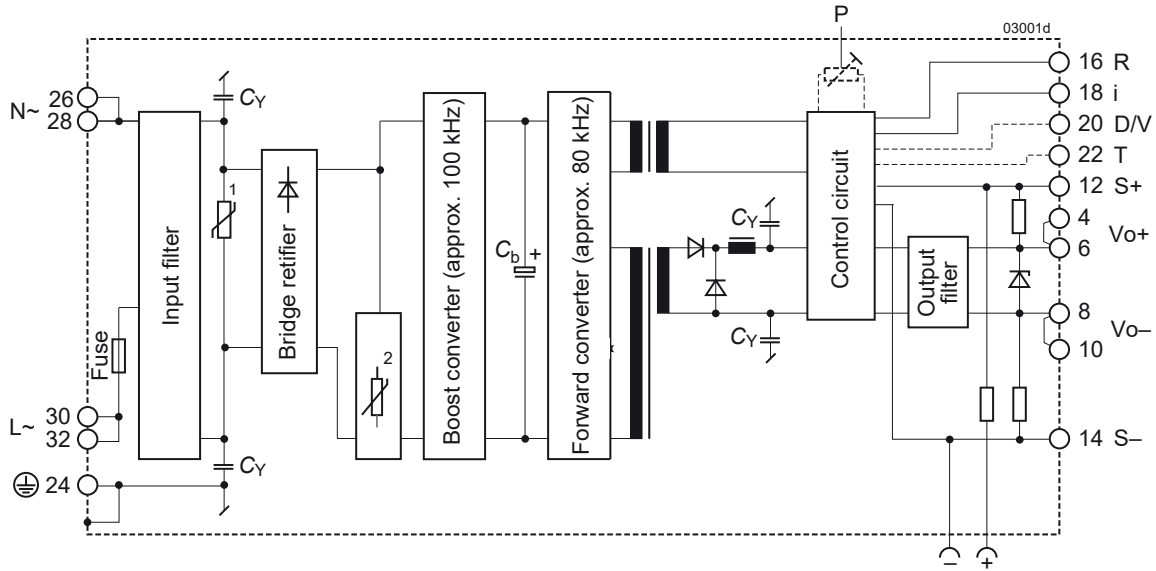 P
03001d
16 R
18 i
20 D/V
22 T
12 S+
4
Vo+
6
8
Vo–
10
14 S–
N~
26
28
CY
1
Input filter
Bridge retifier
Fuse
L~
30
32
24
CY
2
Boost converter (approx. 100 kHz)
Cb +
Forward converter (approx. 80 kHz)
CY
CY
Control circuit
Output
filter
–
+